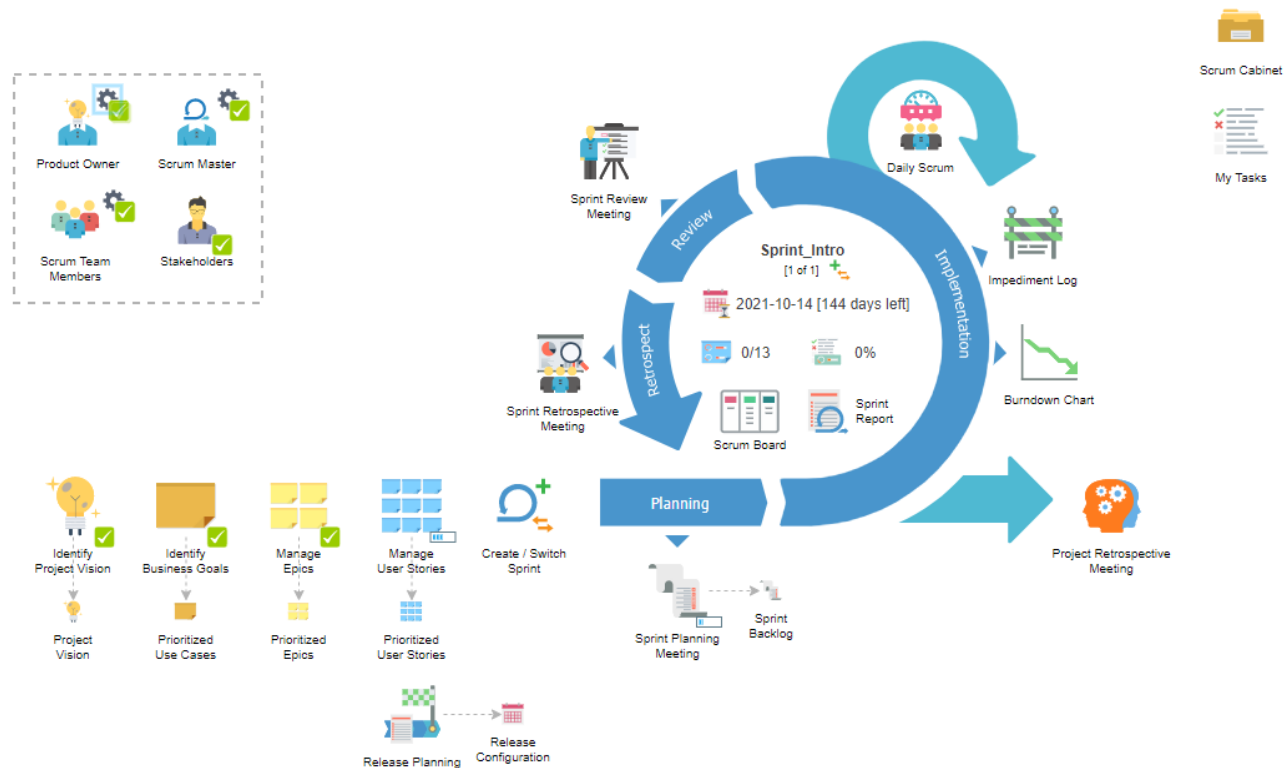 Scrum Cabinet
My Tasks
Product Owner
Scrum Master
Scrum Team
Members
Stakeholders
Daily Scrum
Sprint Review
Meeting
Review
Sprint_Intro
[1 of 1]
2021-10-14 [144 days left]
0/13
0%
Scrum Board
Sprint
Report
Implementation
Impediment Log
Burndown Chart
Retrospect
Sprint Retrospective
Meeting
Planning
Identify
Project Vision
Identify
Business Goals
Manage
Epics
Manage
User Stories
Create / Switch
Sprint
Project Retrospective
Meeting
Project
Vision
Prioritized
Use Cases
Prioritized
Epics
Prioritized
User Stories
Sprint Planning
Meeting
Sprint
Backlog
Release Planning
Release
Configuration